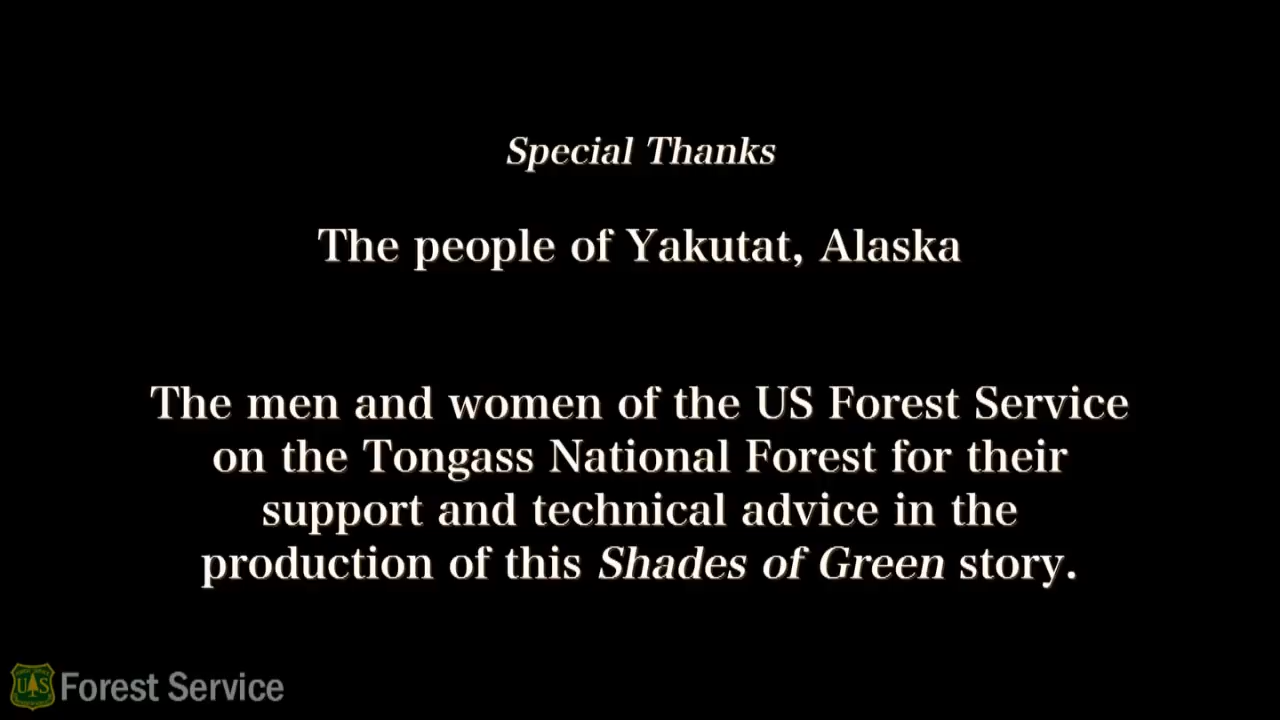 Special Thanks
The people of Yakutat, Alaska
The men and women of the US Forest Service
on the Tongass National Forest for their
support and technical advice in the
production of this Shades of Green story.
US
Forest Service